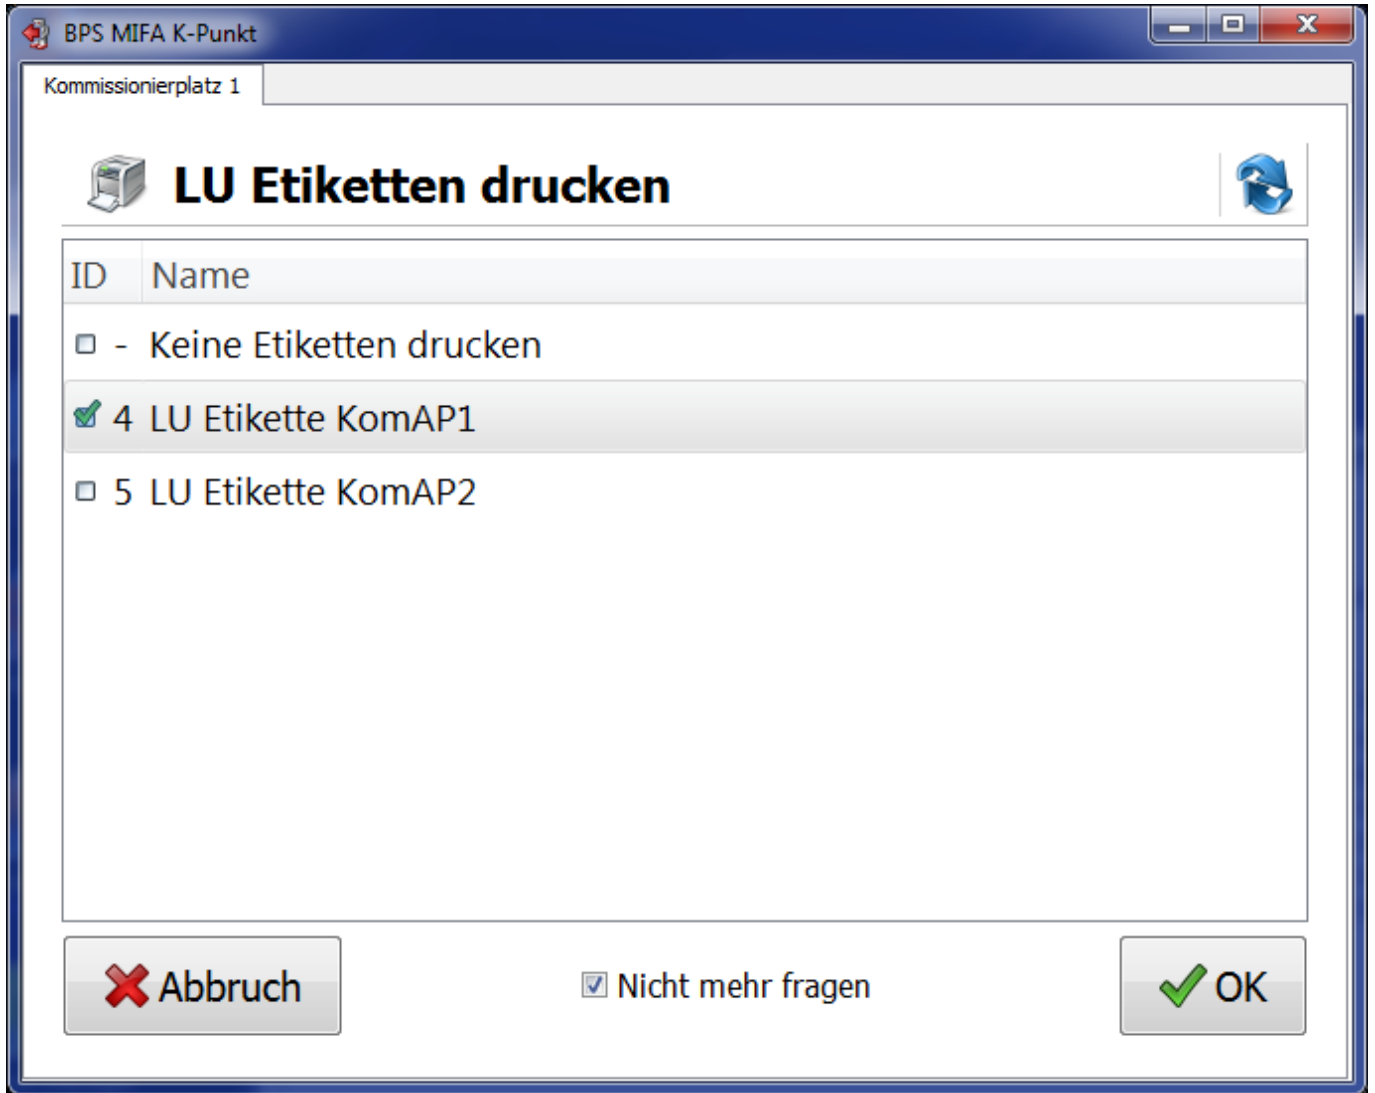 BPS MIFA K-Punkt
Kommissionierplatz 1
LU Etiketten drucken
ID Name
- Keine Etiketten drucken
4 LU Etikette KomAP1
5 LU Etikette KomAP2
Abbruch Nicht mehr fragen OK